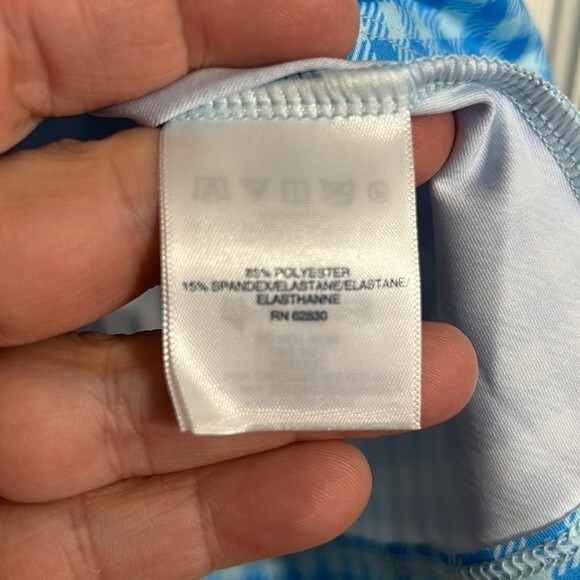 85% POLYESTER
15% SPANDEX/ELASTANE/ELASTANE/
ELASTHANNE
RN 62830